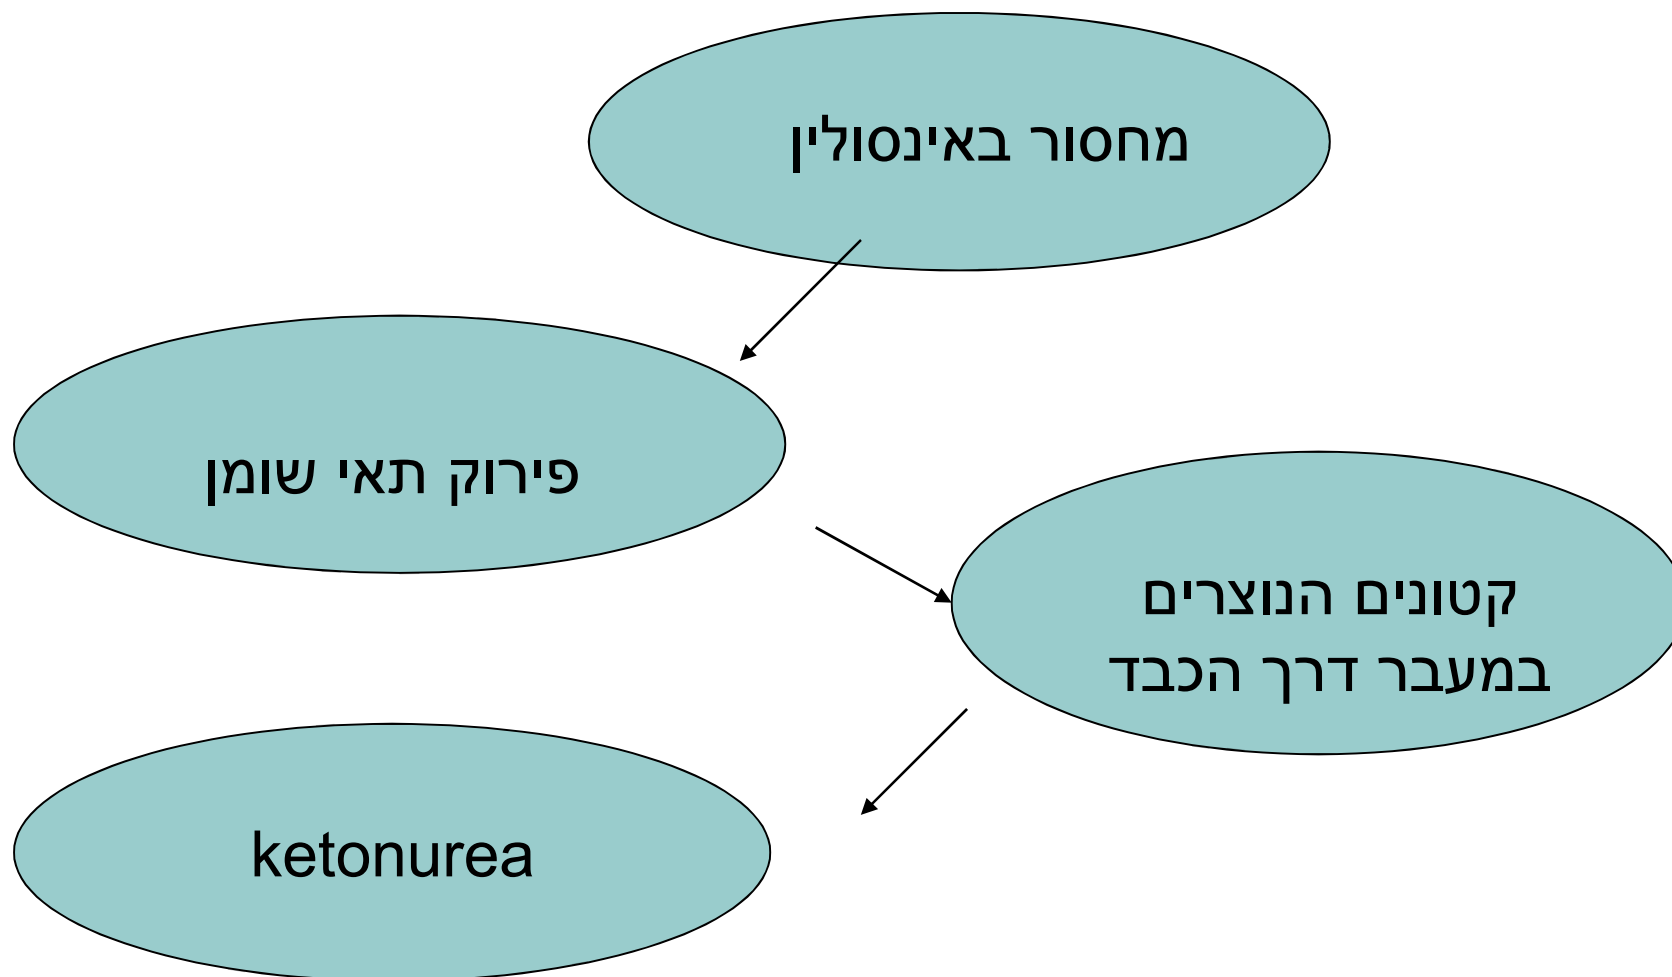 מחסור באינסולין
פירוק תאי שומן
קטונים הנוצרים
במעבר דרך הכבד
ketonurea